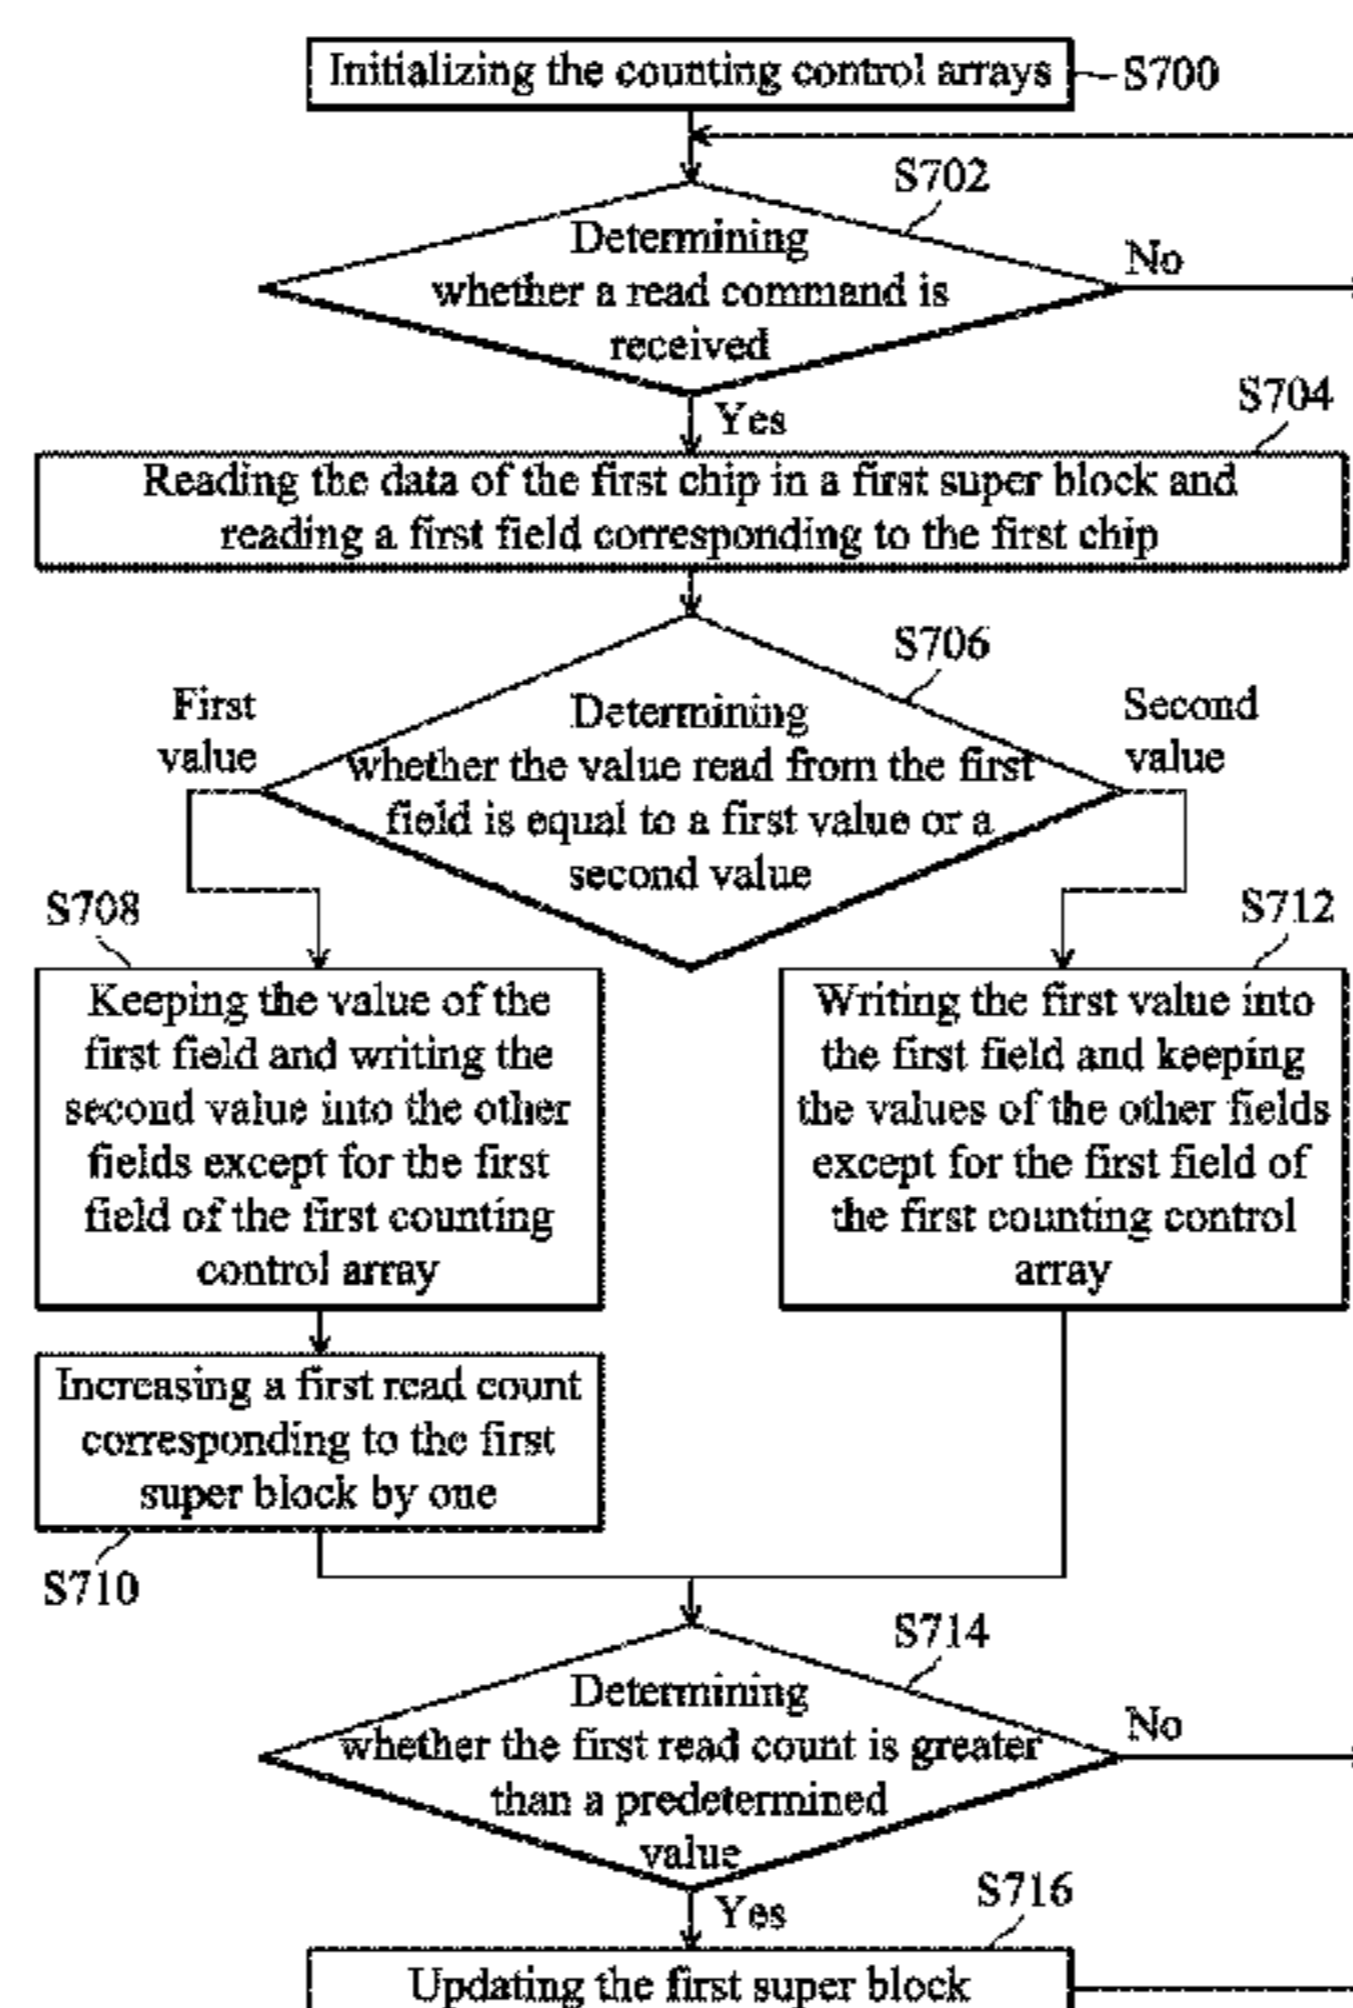 Initializing the counting control arrays
S700
S702
Determining
whether a read command is
received
No
Yes
S704
Reading the data of the first chip in a first super block and
reading a first field corresponding to the first chip
S706
First
value
Determining
whether the value read from the first
field is equal to a first value or a
second value
Second
value
S708
Keeping the value of the
first field and writing the
second value into the other
fields except for the first
field of the first counting
control array
S712
Writing the first value into
the first field and keeping
the values of the other fields
except for the first field of
the first counting control
array
Increasing a first read count
corresponding to the first
super block by one
S710
S714
Determining
whether the first read count is greater
than a predetermined
value
No
Yes
S716
Updating the first super block